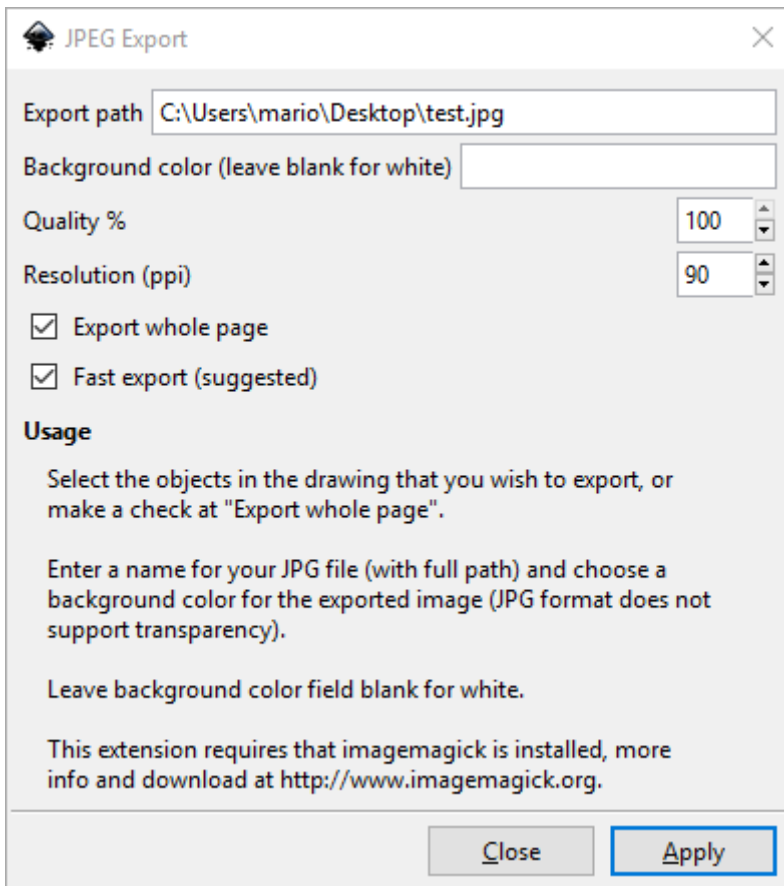 JPEG Export
Export path C:\Users\mario\Desktop\test.jpg
Background color (leave blank for white)
Quality % 100
Resolution (ppi) 90
Export whole page
Fast export (suggested)
Usage
Select the objects in the drawing that you wish to export, or
make a check at "Export whole page".
Enter a name for your JPG file (with full path) and choose a
background color for the exported image (JPG format does not
support transparency).
Leave background color field blank for white.
This extension requires that imagemagick is installed, more
info and download at http://www.imagemagick.org.
Close Apply